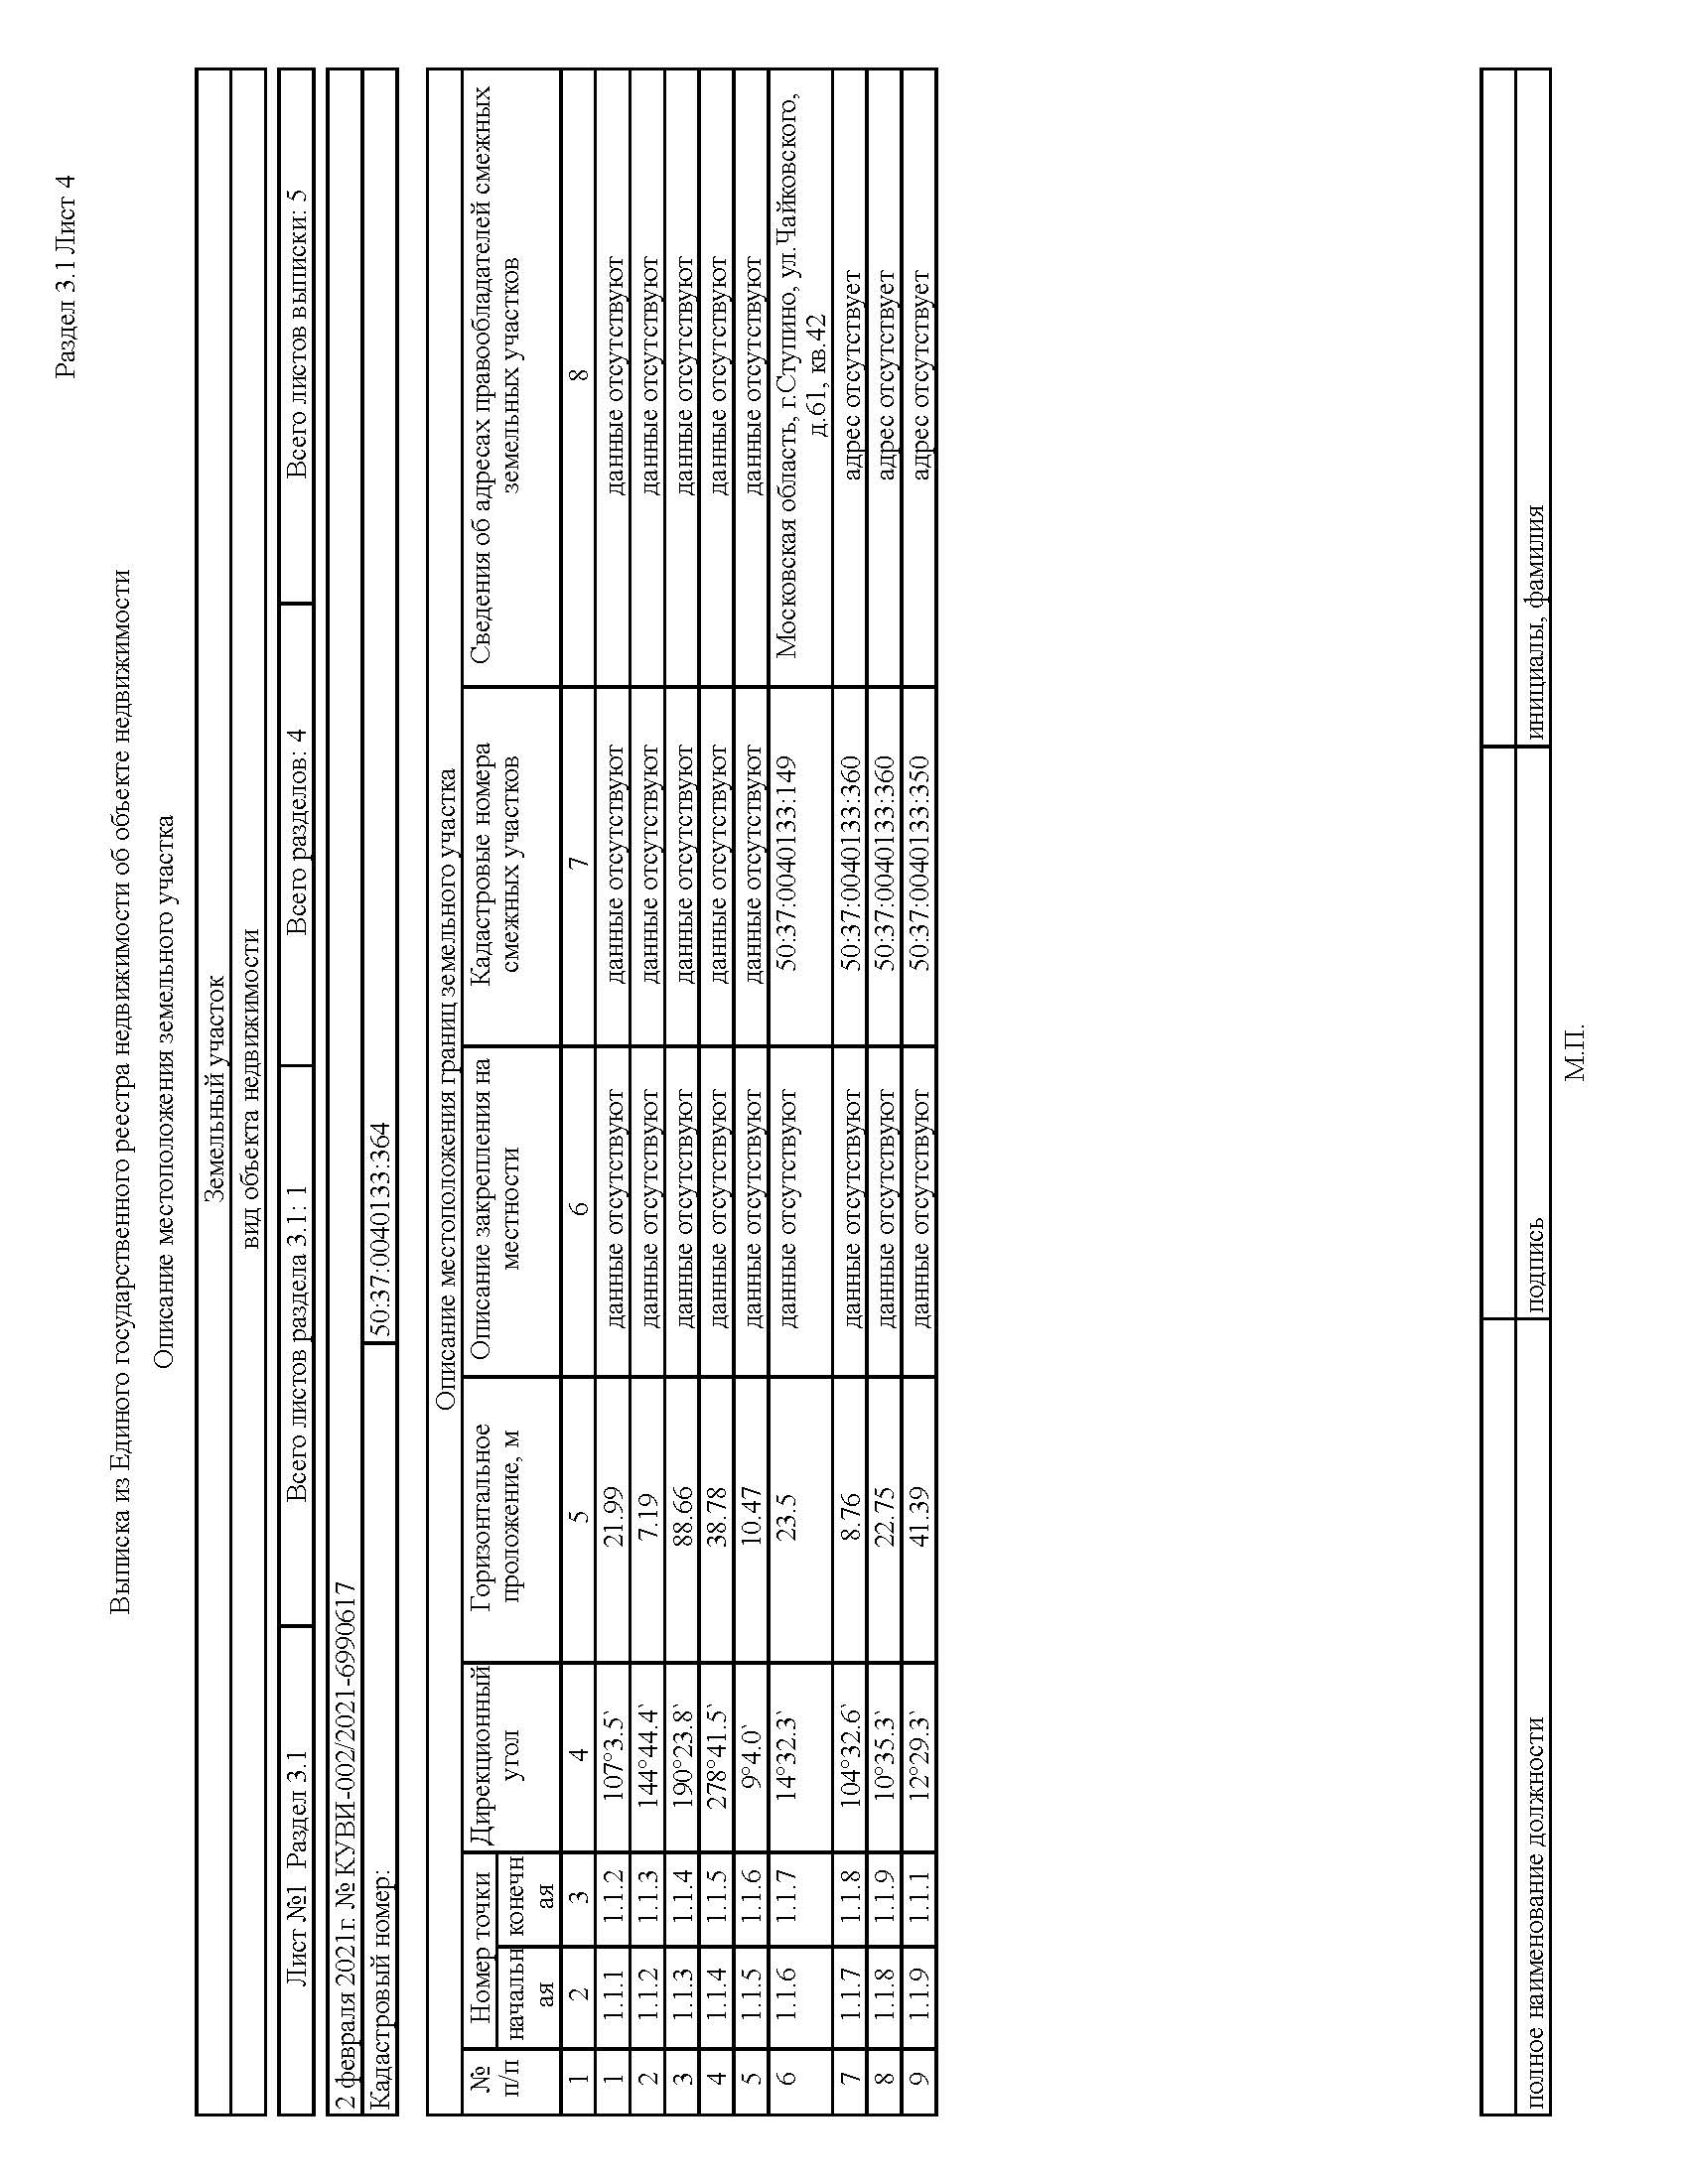 Раздел 3.1 Лист 4
Выписка из Единого государственного реестра недвижимости об объекте недвижимости
Описание местоположения земельного участка
Земельный участок
вид объекта недвижимости
Лист №1 Раздел 3.1 Всего листов раздела 3.1: 1 Всего разделов: 4 Всего листов выписки: 5
2 февраля 2021г. № КУВИ-002/2021-6990617
Кадастровый номер: 50:37:0040133:364
Описание местоположения границ земельного участка
№ Номер точки Дирекционный Горизонтальное Описание закрепления на Кадастровые номера Сведения об адресах правообладателей смежных
п/п начальн конечн угол проложение, м местности смежных участков земельных участков
ая ая
1 2 3 4 5 6 7 8
1 1.1.1 1.1.2 107°3.5` 21.99 данные отсутствуют данные отсутствуют данные отсутствуют
2 1.1.2 1.1.3 144°44.4` 7.19 данные отсутствуют данные отсутствуют данные отсутствуют
3 1.1.3 1.1.4 190°23.8` 88.66 данные отсутствуют данные отсутствуют данные отсутствуют
4 1.1.4 1.1.5 278°41.5` 38.78 данные отсутствуют данные отсутствуют данные отсутствуют
5 1.1.5 1.1.6 9°4.0` 10.47 данные отсутствуют данные отсутствуют данные отсутствуют
6 1.1.6 1.1.7 14°32.3` 23.5 данные отсутствуют 50:37:0040133:149 Московская область, г.Ступино, ул.Чайковского,
д.61, кв.42
7 1.1.7 1.1.8 104°32.6` 8.76 данные отсутствуют 50:37:0040133:360 адрес отсутствует
8 1.1.8 1.1.9 10°35.3` 22.75 данные отсутствуют 50:37:0040133:360 адрес отсутствует
9 1.1.9 1.1.1 12°29.3` 41.39 данные отсутствуют 50:37:0040133:350 адрес отсутствует
полное наименование должности подпись инициалы, фамилия
М.П.